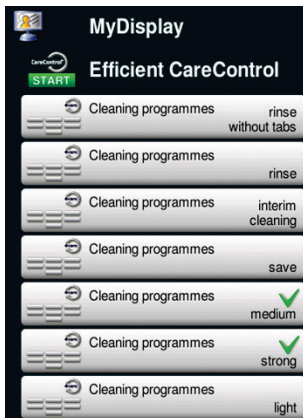 MyDisplay
CareControl
START
Efficient CareControl
Cleaning programmes
rinse
without tabs
Cleaning programmes
rinse
Cleaning programmes
interim
cleaning
Cleaning programmes
save
Cleaning programmes
medium
Cleaning programmes
strong
Cleaning programmes
light